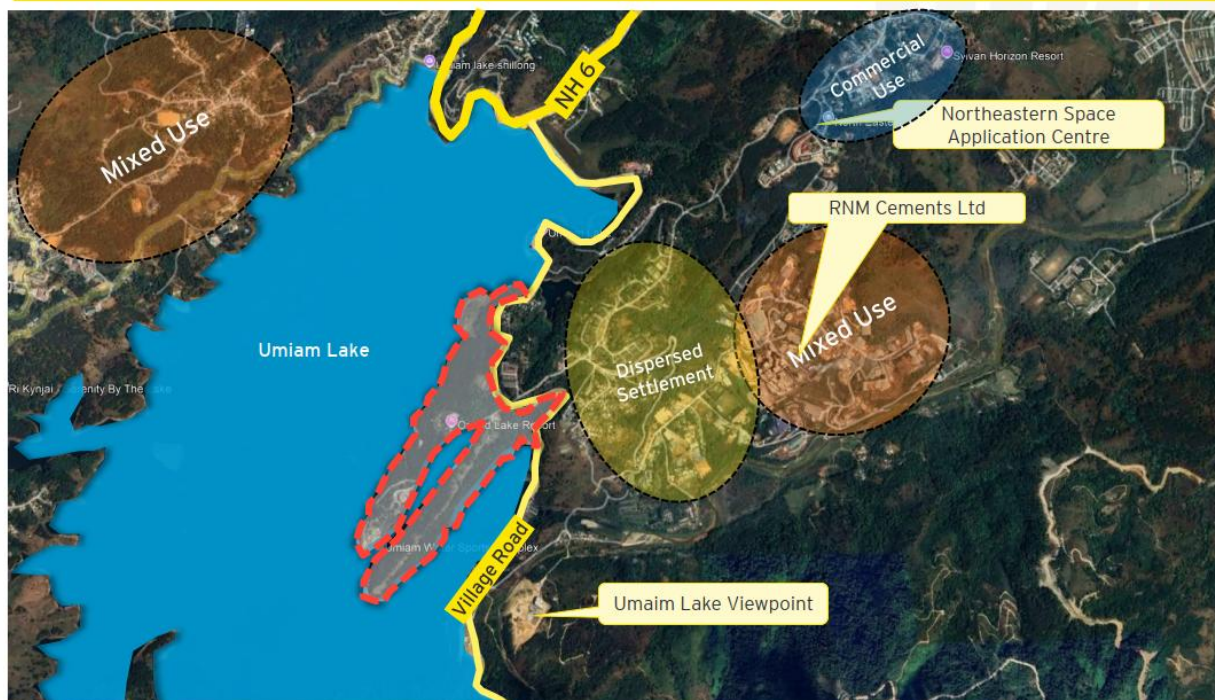 Umiam lake shillong
NH 6
Commercial
Use
Sylvan Horizon Resort
Northeastern Space
Application Centre
Mixed Use
RNM Cements Ltd
Umiam Lake
Dispersed
Settlement
Mixed Use
Ri Kynjai
Serenity By The Lake
Orchid Lake Resort
Umiam Water Sports Complex
Village Road
Umaim Lake Viewpoint